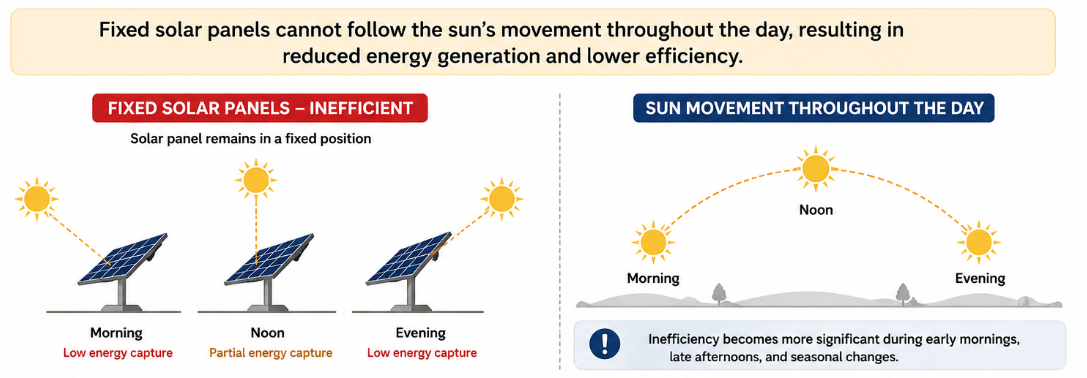 Fixed solar panels cannot follow the sun's movement throughout the day, resulting in
reduced energy generation and lower efficiency.
FIXED SOLAR PANELS – INEFFICIENT
Solar panel remains in a fixed position
Morning
Low energy capture
Noon
Partial energy capture
Evening
Low energy capture
SUN MOVEMENT THROUGHOUT THE DAY
Noon
Morning
Evening
!
Inefficiency becomes more significant during early mornings,
late afternoons, and seasonal changes.